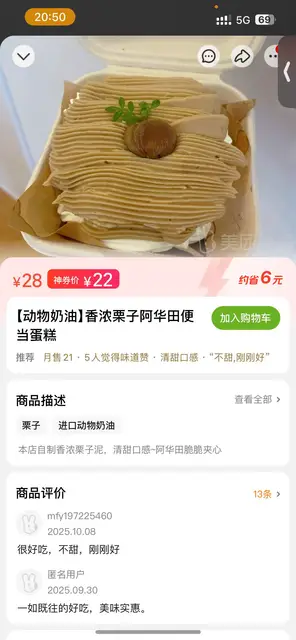 20:50
5G 69
美团
¥28 神券价 ¥22 约省6元
【动物奶油】香浓栗子阿华田便当蛋糕
加入购物车
推荐 月售21 · 5人觉得味道赞 · 清甜口感 · “不甜,刚刚好”
商品描述 查看全部 >
栗子 进口动物奶油
本店自制香浓栗子泥，清甜口感~阿华田脆脆夹心
商品评价 13条 >
mfy197225460
2025.10.08
很好吃，不甜，刚刚好
匿名用户
2025.09.30
一如既往的好吃，美味实惠。